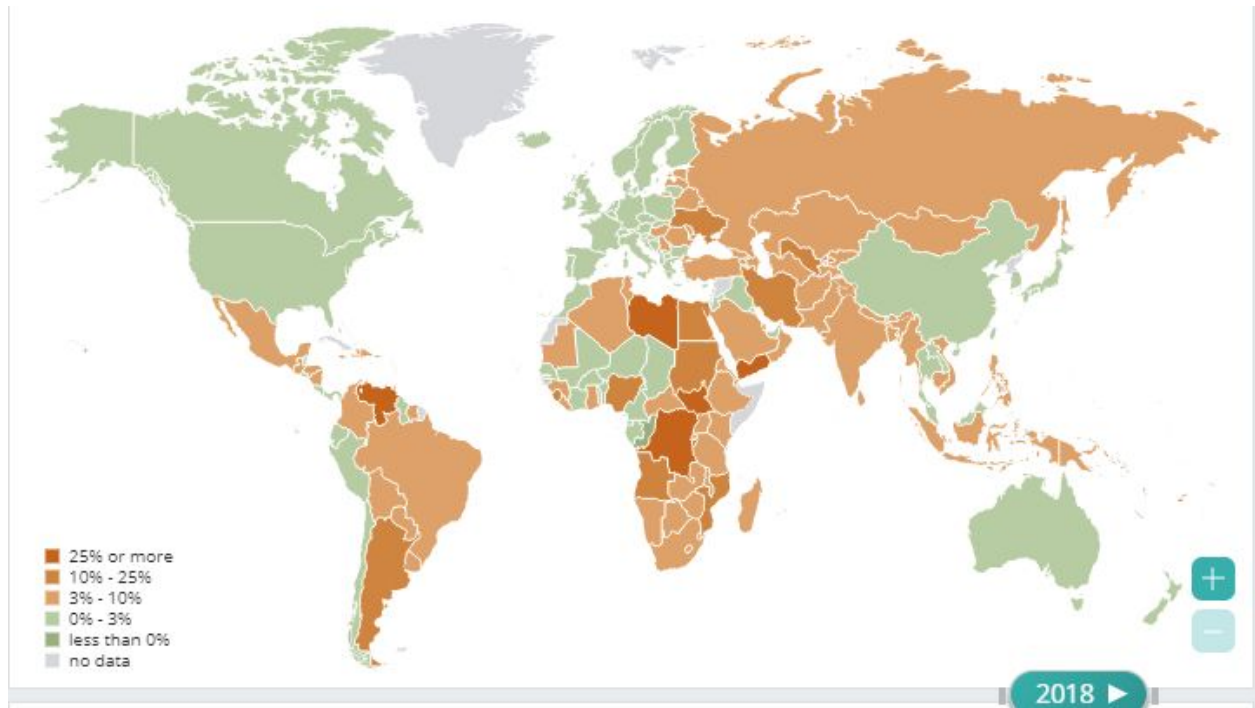 25% or more
10% - 25%
3% - 10%
0% - 3%
less than 0%
no data
+
−
2018 ▶